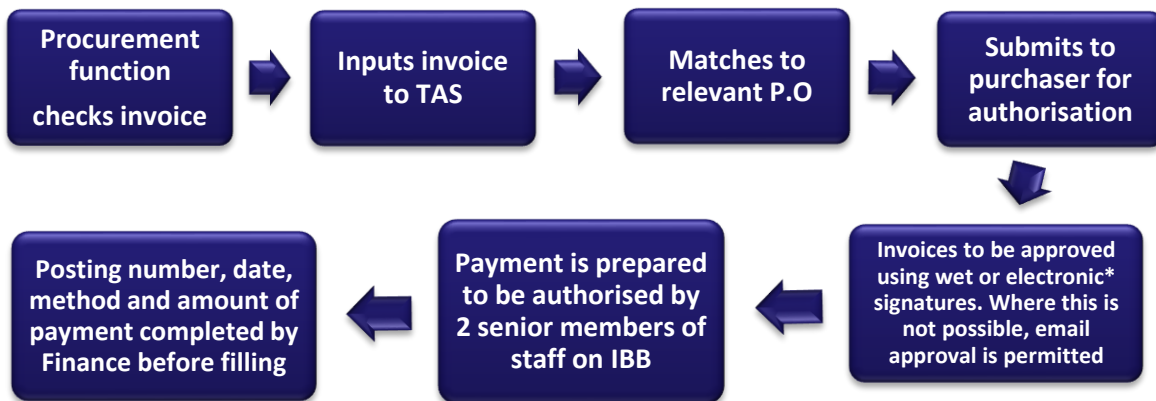 Procurement
function
checks invoice
Inputs invoice
to TAS
Matches to
relevant P.O
Submits to
purchaser for
authorisation
Invoices to be approved
using wet or electronic*
signatures. Where this is
not possible, email
approval is permitted
Payment is prepared
to be authorised by
2 senior members of
staff on IBB
Posting number, date,
method and amount of
payment completed by
Finance before filling